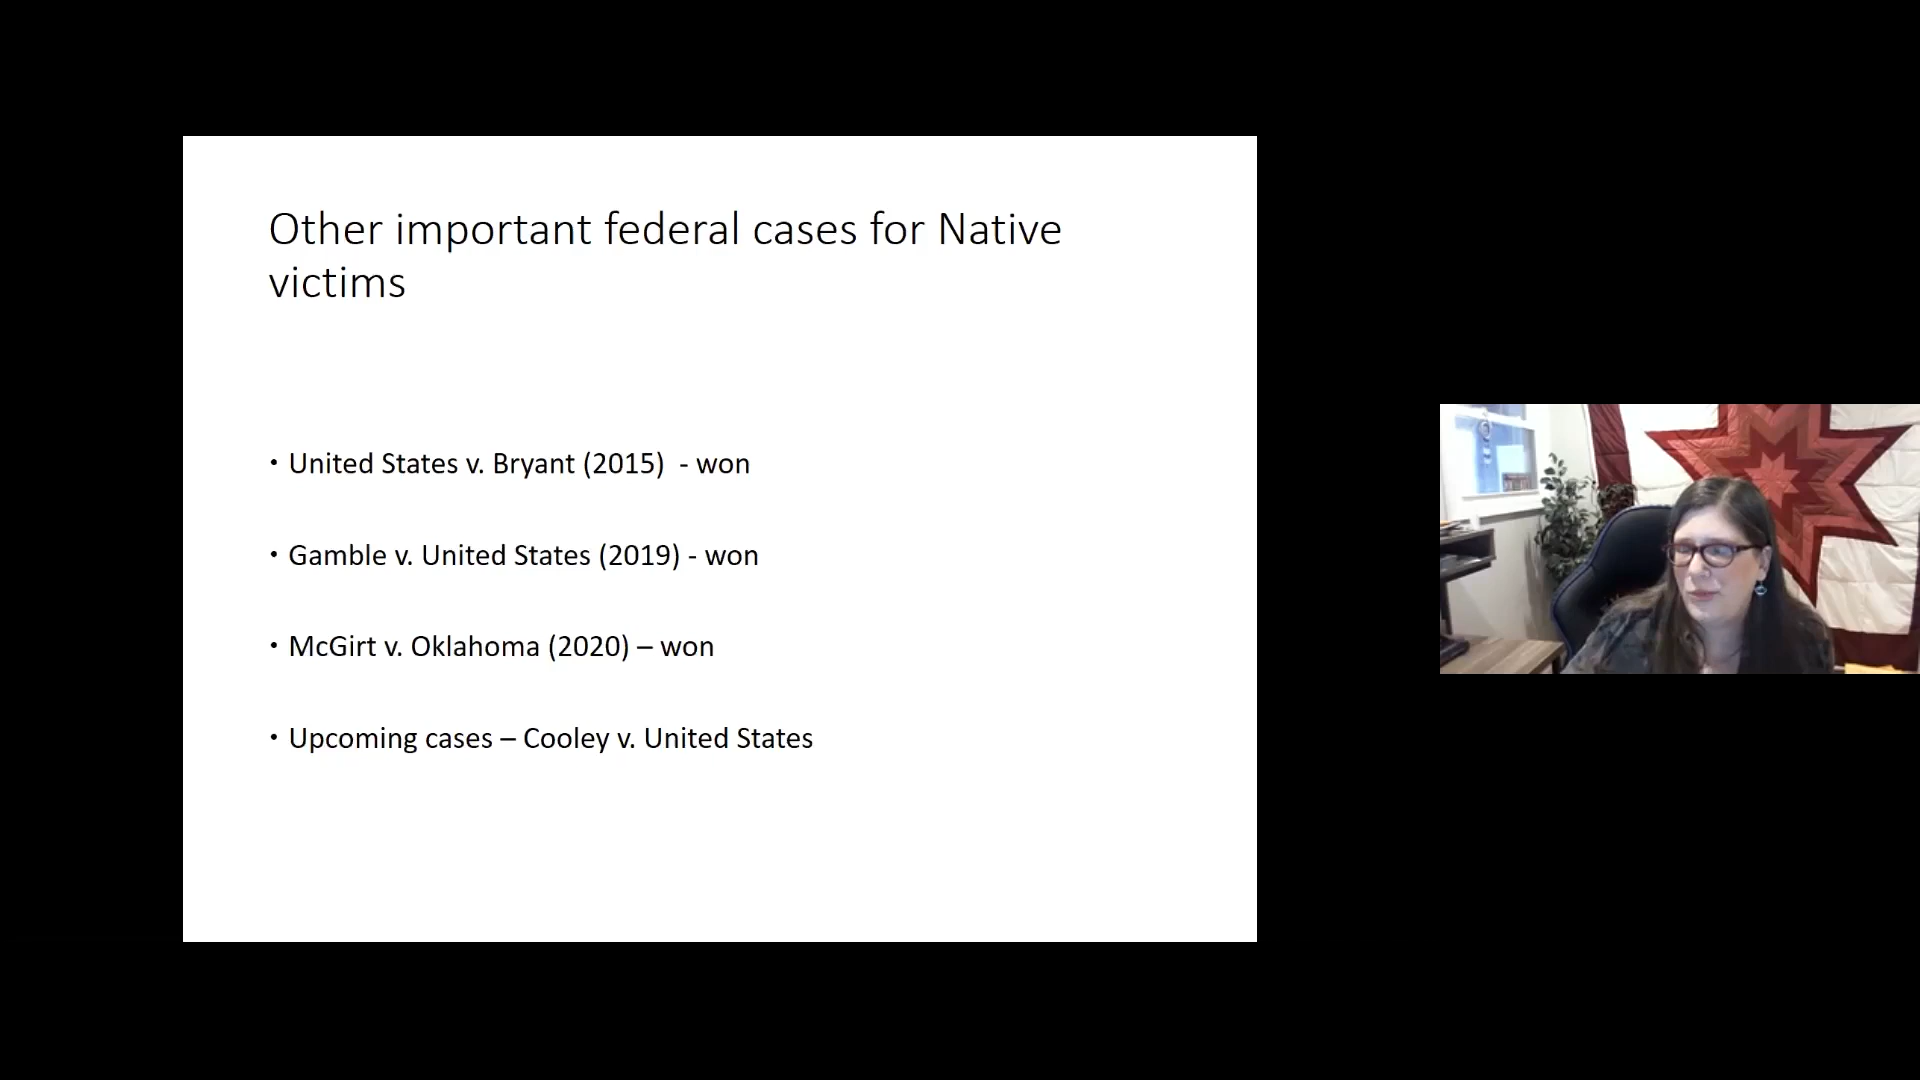 Other important federal cases for Native
victims
• United States v. Bryant (2015)  - won
• Gamble v. United States (2019) - won
• McGirt v. Oklahoma (2020) – won
• Upcoming cases – Cooley v. United States